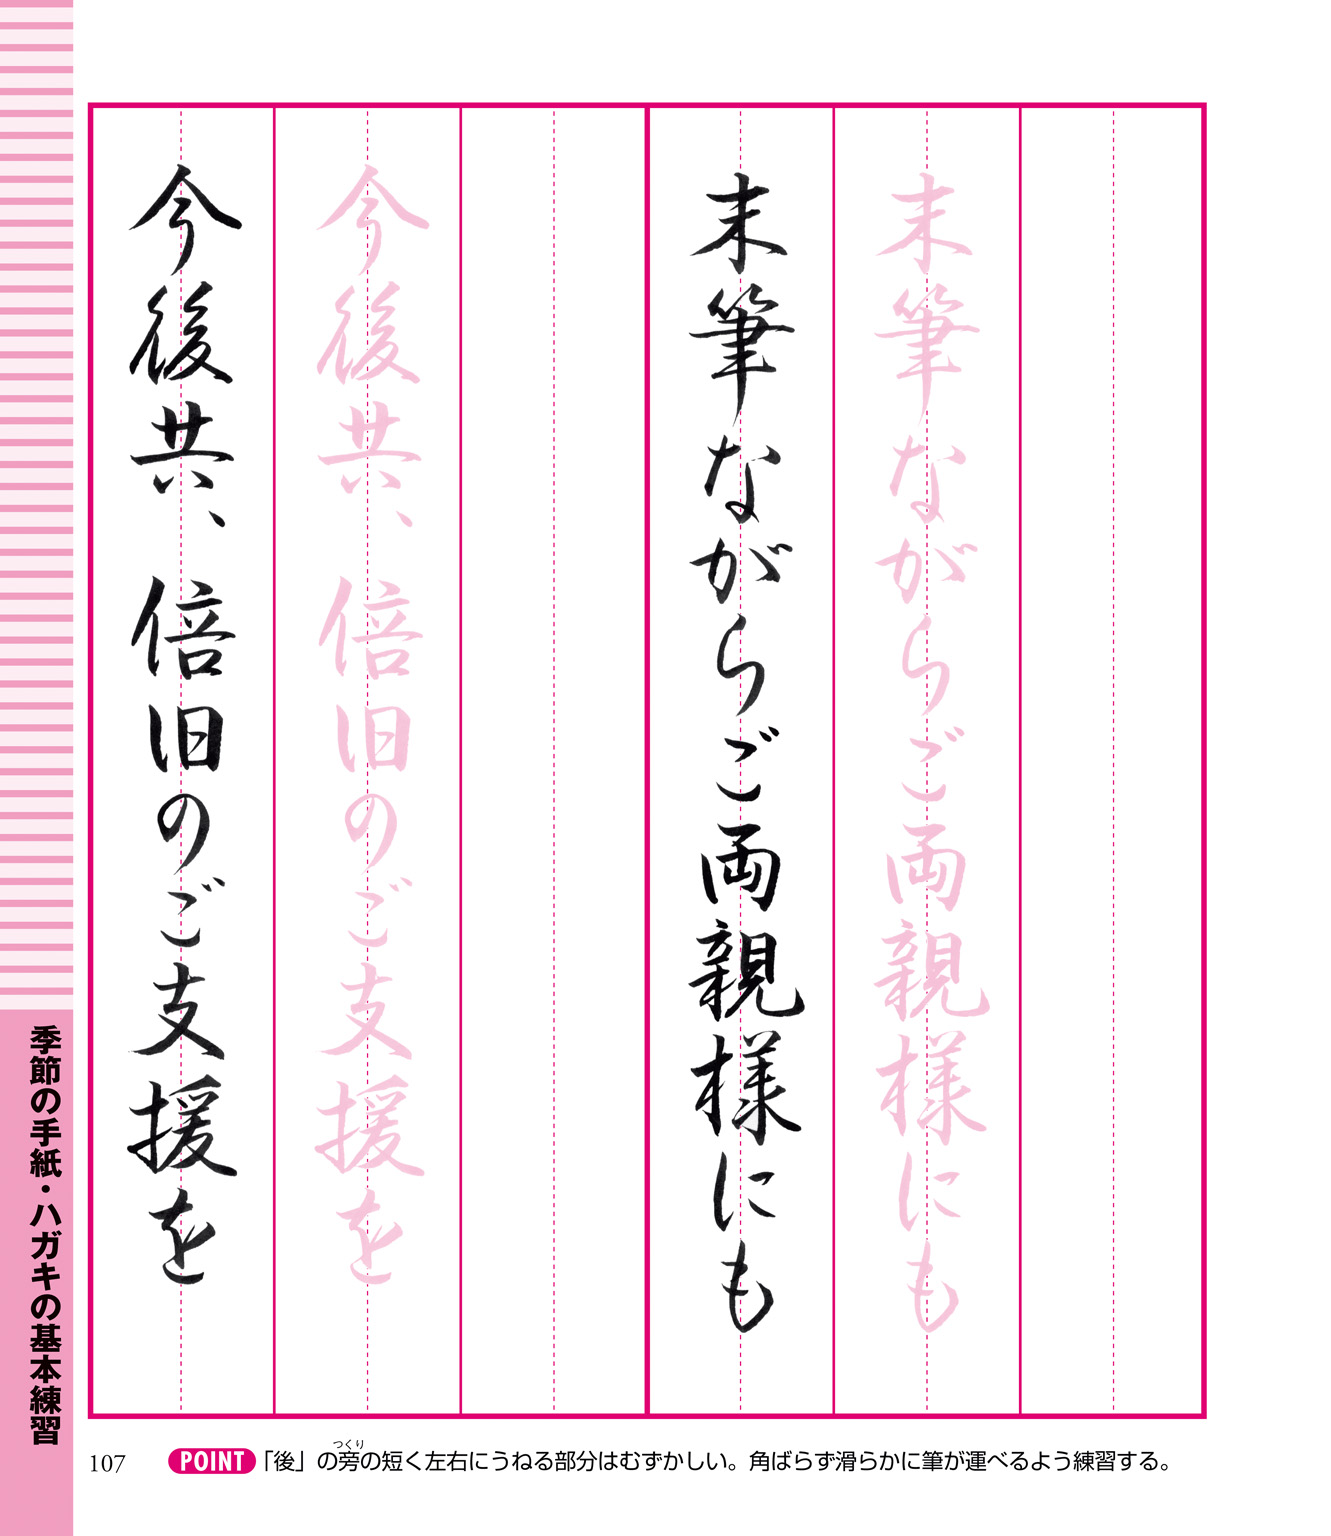 末筆ながらご両親様にも
末筆ながらご両親様にも
今後共、倍旧のご支援を
今後共、倍旧のご支援を
季節の手紙・ハガキの基本練習
107
POINT 「後」の旁の短く左右にうねる部分はむずかしい。角ばらず滑らかに筆が運べるよう練習する。
つくり